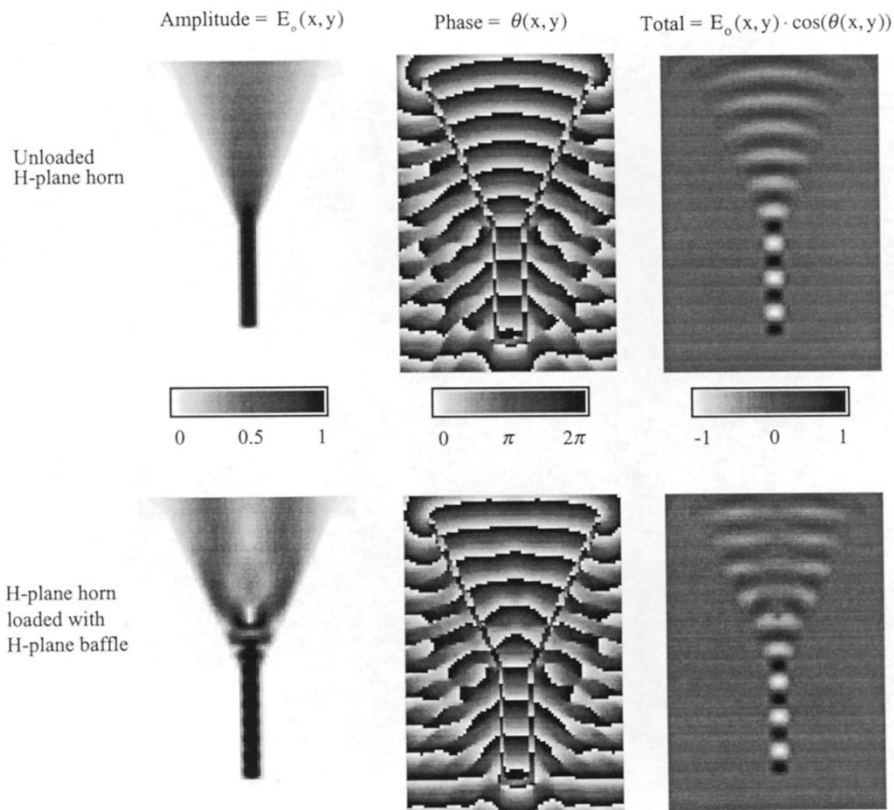 Amplitude = E₀(x,y)
Phase = θ(x,y)
Total = E₀(x,y)·cos(θ(x,y))
Unloaded
H-plane horn
0 0.5 1
0 π 2π
-1 0 1
H-plane horn
loaded with
H-plane baffle